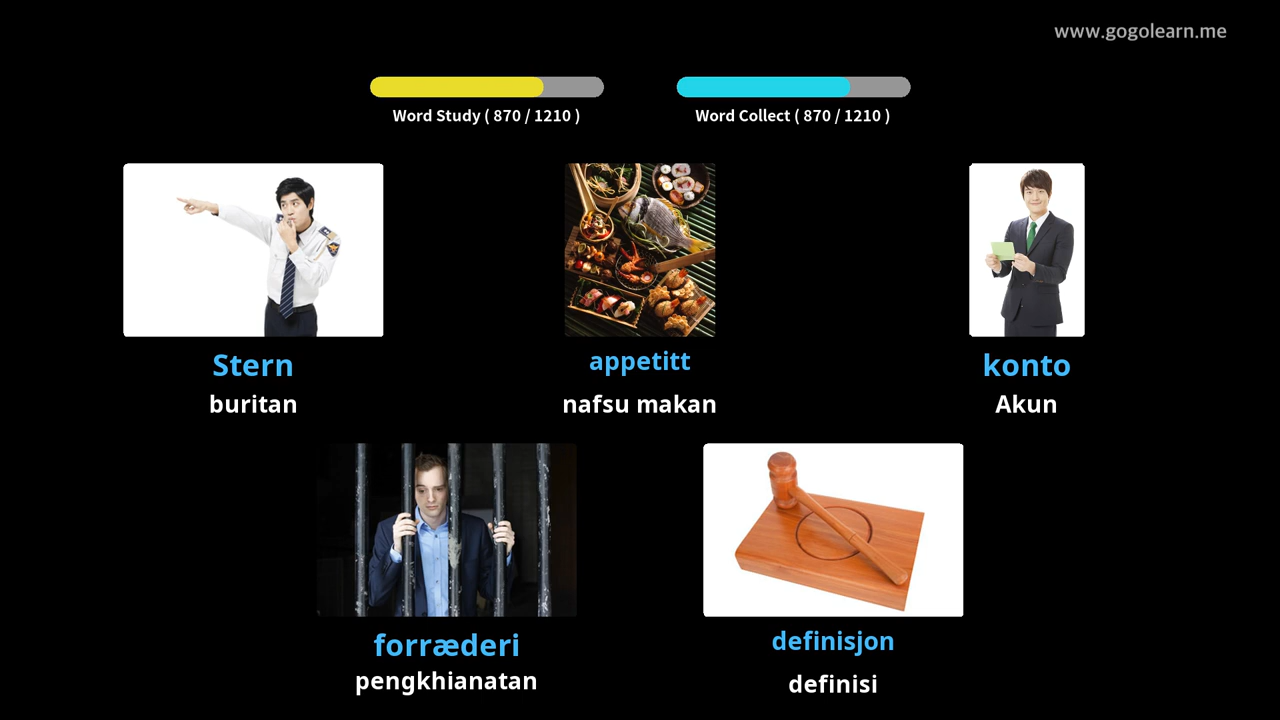 www.gogolearn.me
Word Study ( 870 / 1210 )
Word Collect ( 870 / 1210 )
Stern
buritan
appetitt
nafsu makan
konto
Akun
forræderi
pengkhianatan
definisjon
definisi